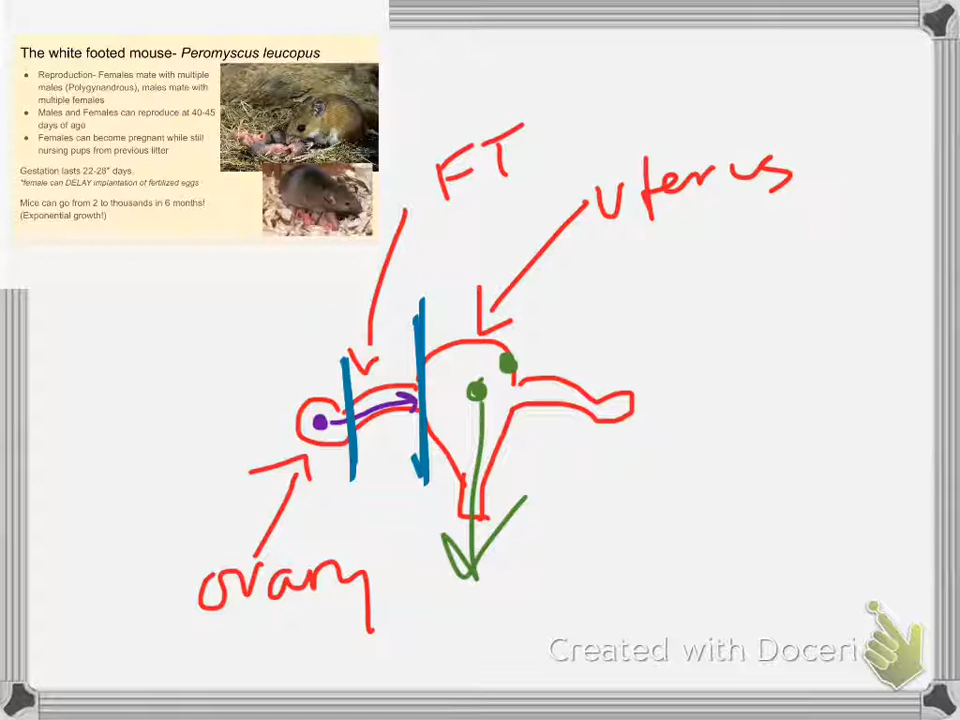 The white footed mouse- Peromyscus leucopus
● Reproduction- Females mate with multiple
males (Polygynandrous), males mate with
multiple females
● Males and Females can reproduce at 40-45
days of age
● Females can become pregnant while still
nursing pups from previous litter
Gestation lasts 22-28* days.
*female can DELAY implantation of fertilized eggs
Mice can go from 2 to thousands in 6 months!
(Exponential growth!)
FT
uterus
ovary
Created with Doceri